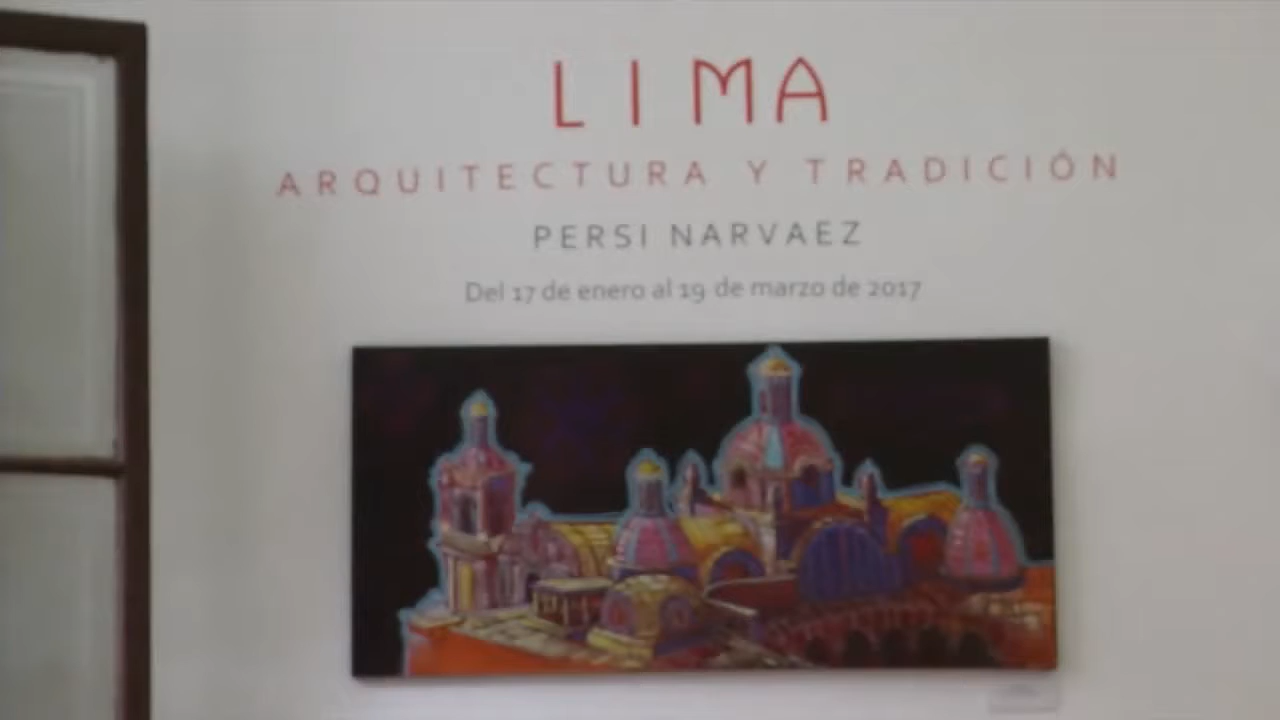 LIMA
ARQUITECTURA Y TRADICIÓN
PERSI NARVAEZ
Del 17 de enero al 19 de marzo de 2017